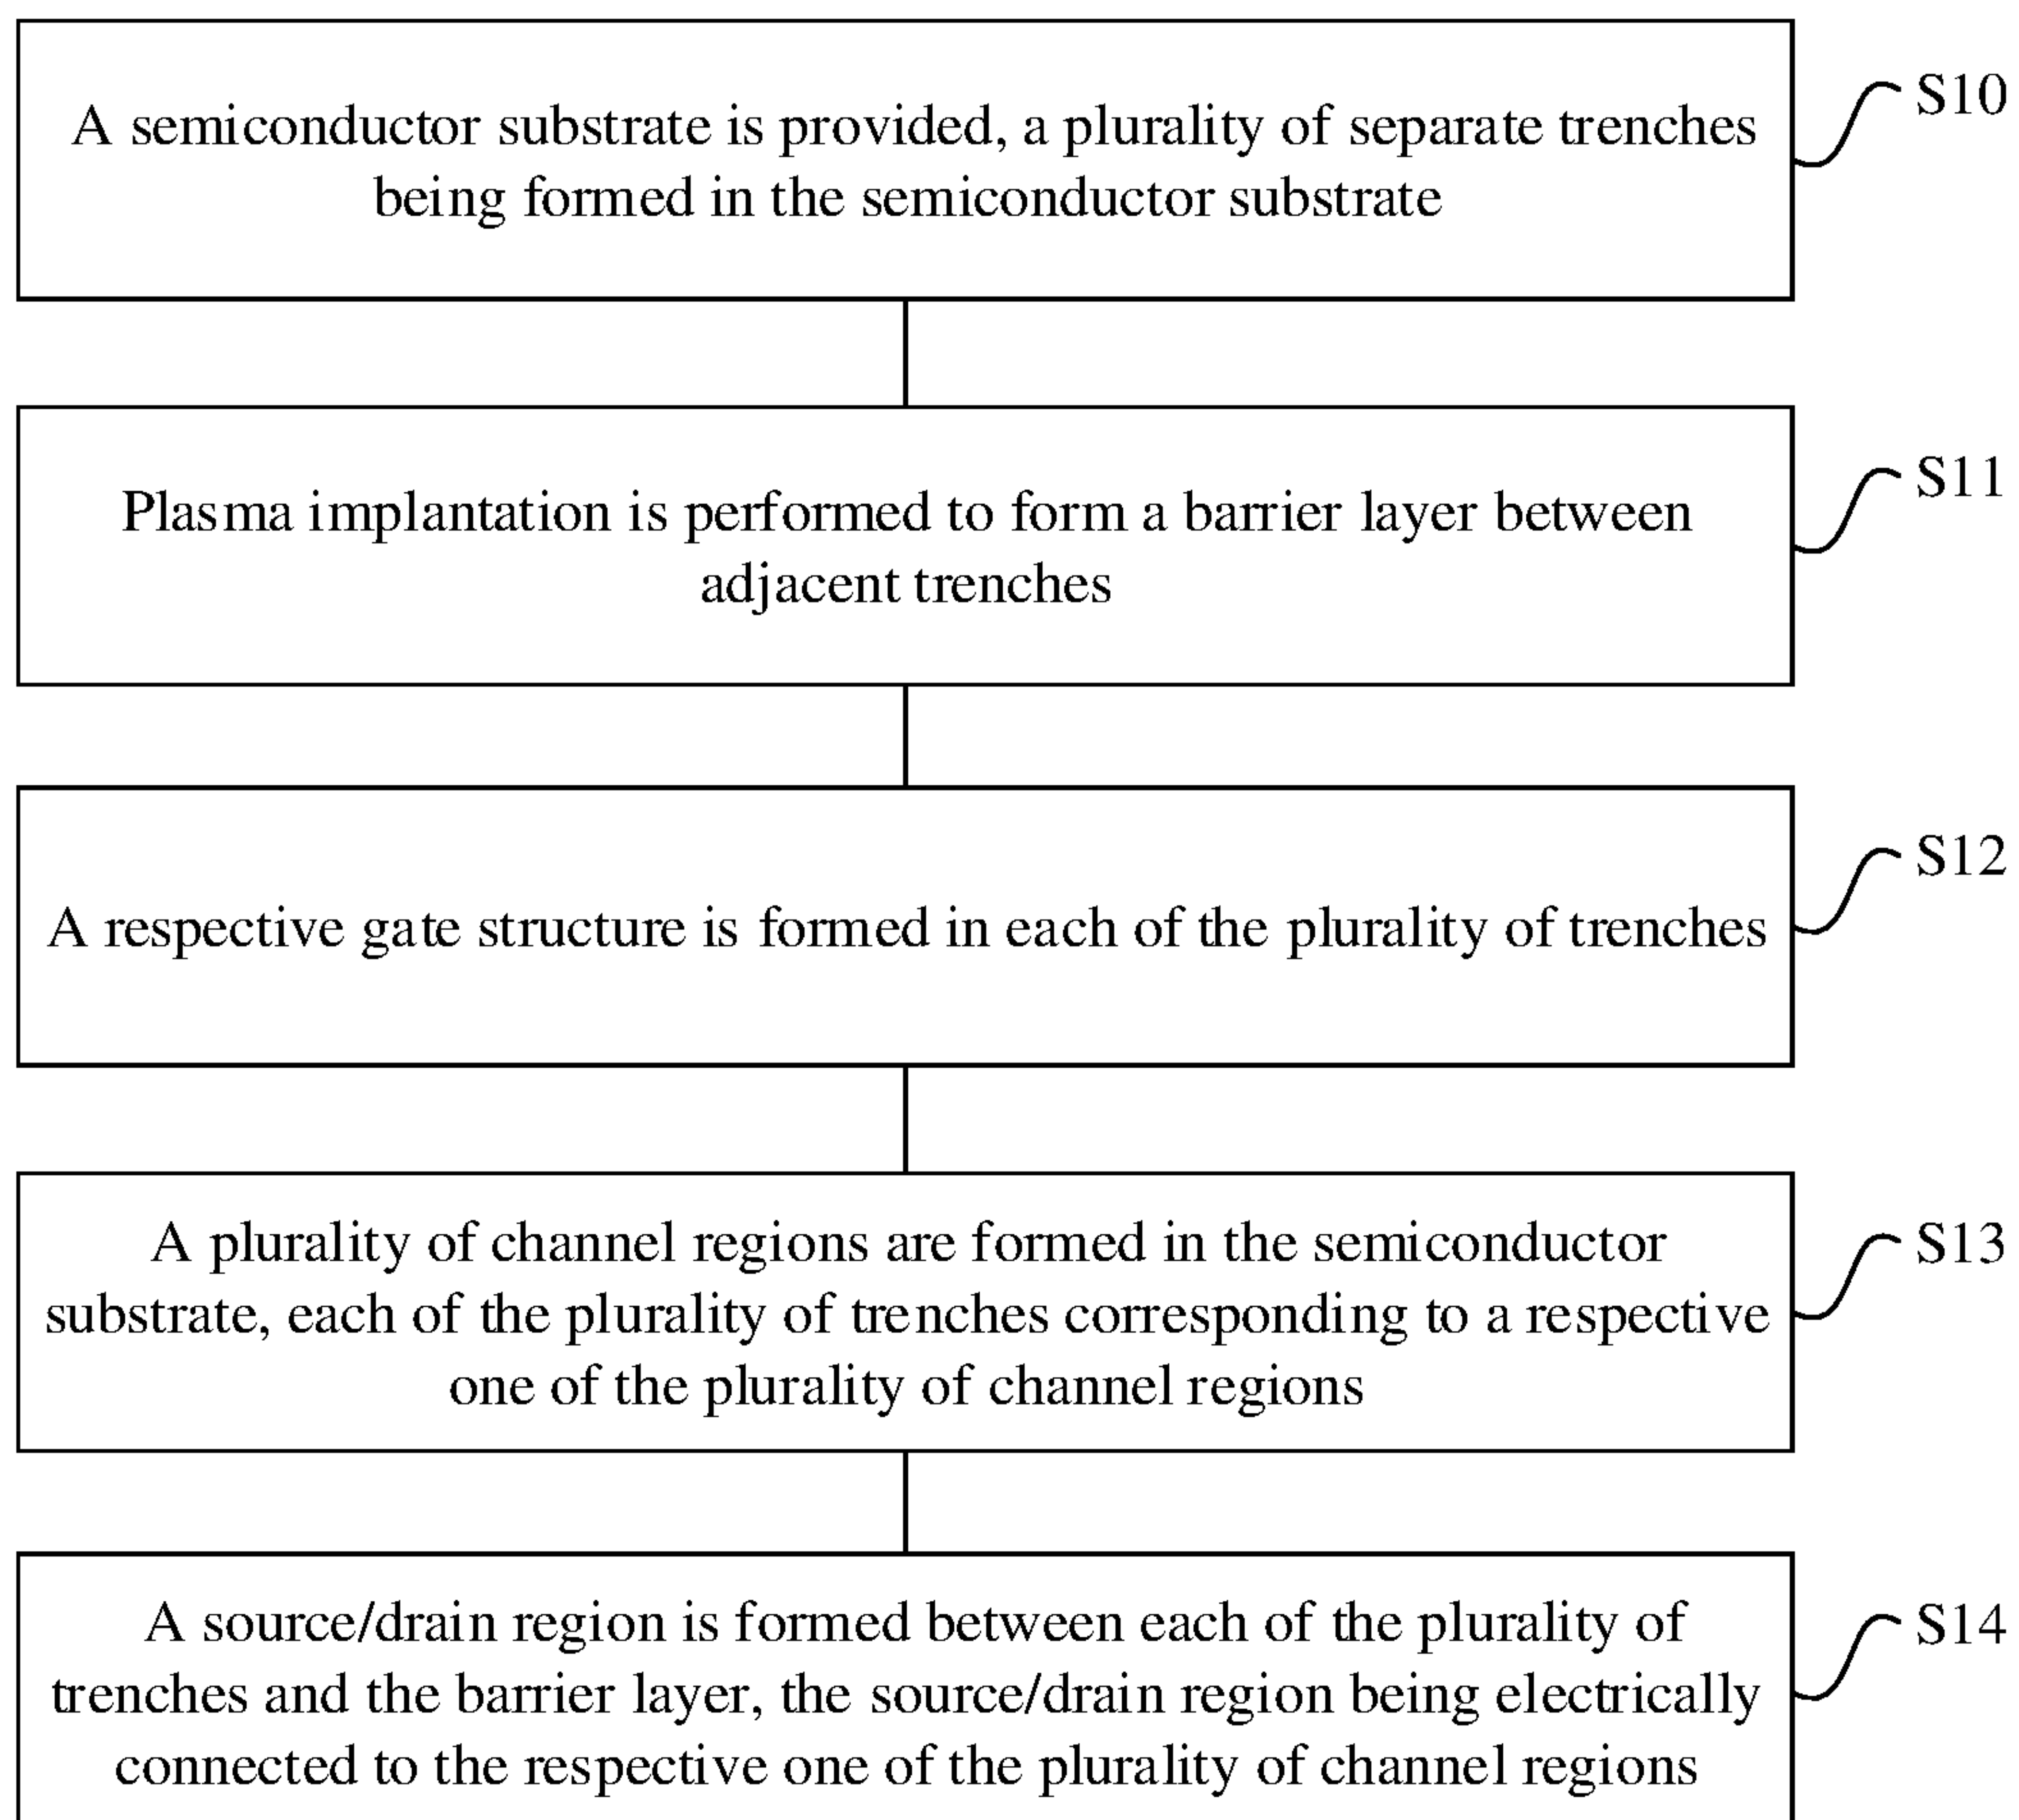 A semiconductor substrate is provided, a plurality of separate trenches
being formed in the semiconductor substrate
S10
Plasma implantation is performed to form a barrier layer between
adjacent trenches
S11
A respective gate structure is formed in each of the plurality of trenches
S12
A plurality of channel regions are formed in the semiconductor
substrate, each of the plurality of trenches corresponding to a respective
one of the plurality of channel regions
S13
A source/drain region is formed between each of the plurality of
trenches and the barrier layer, the source/drain region being electrically
connected to the respective one of the plurality of channel regions
S14